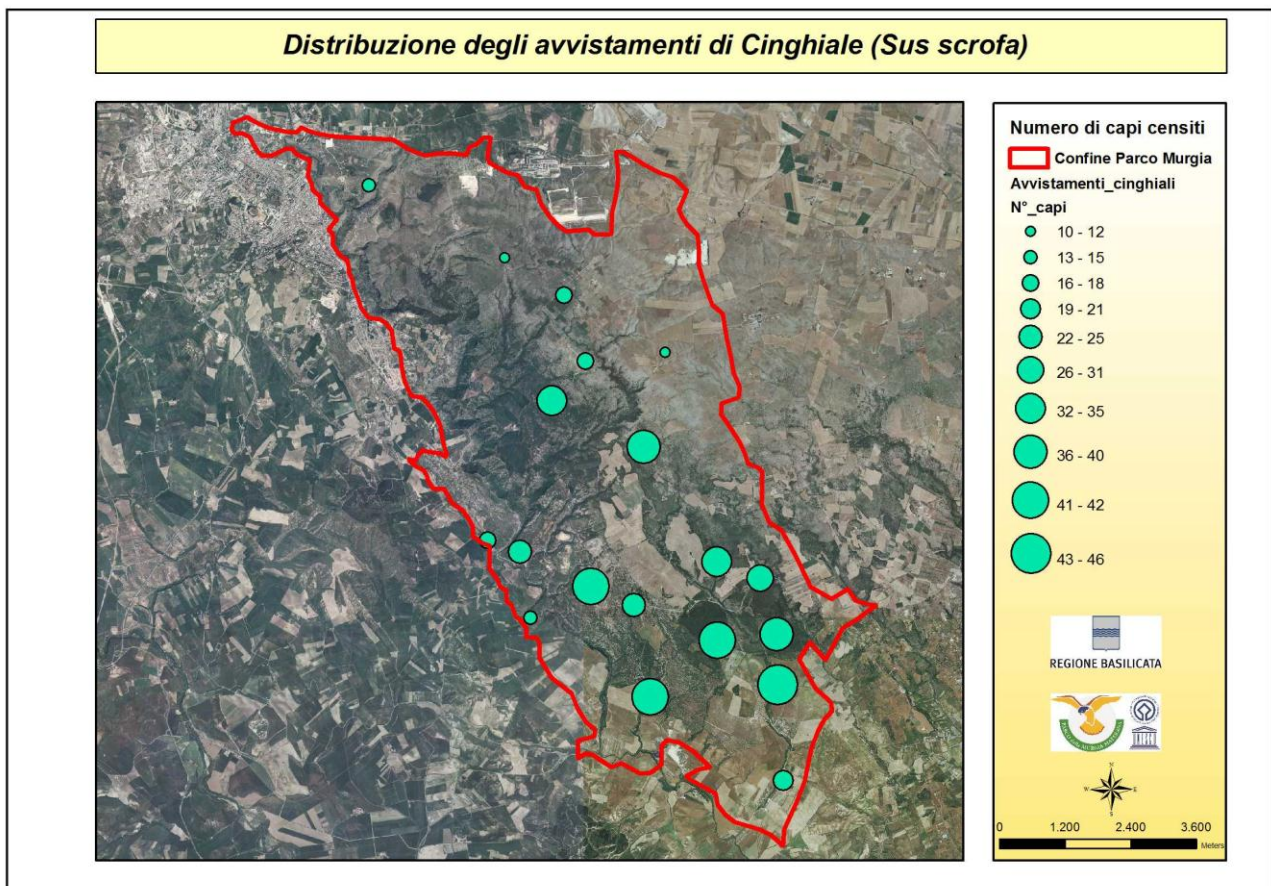 Distribuzione degli avvistamenti di Cinghiale (Sus scrofa)
Numero di capi censiti
Confine Parco Murgia
Avvistamenti_cinghiali
N°_capi
10 - 12
13 - 15
16 - 18
19 - 21
22 - 25
26 - 31
32 - 35
36 - 40
41 - 42
43 - 46
REGIONE BASILICATA
N
W E
S
0 1.200 2.400 3.600
Meters